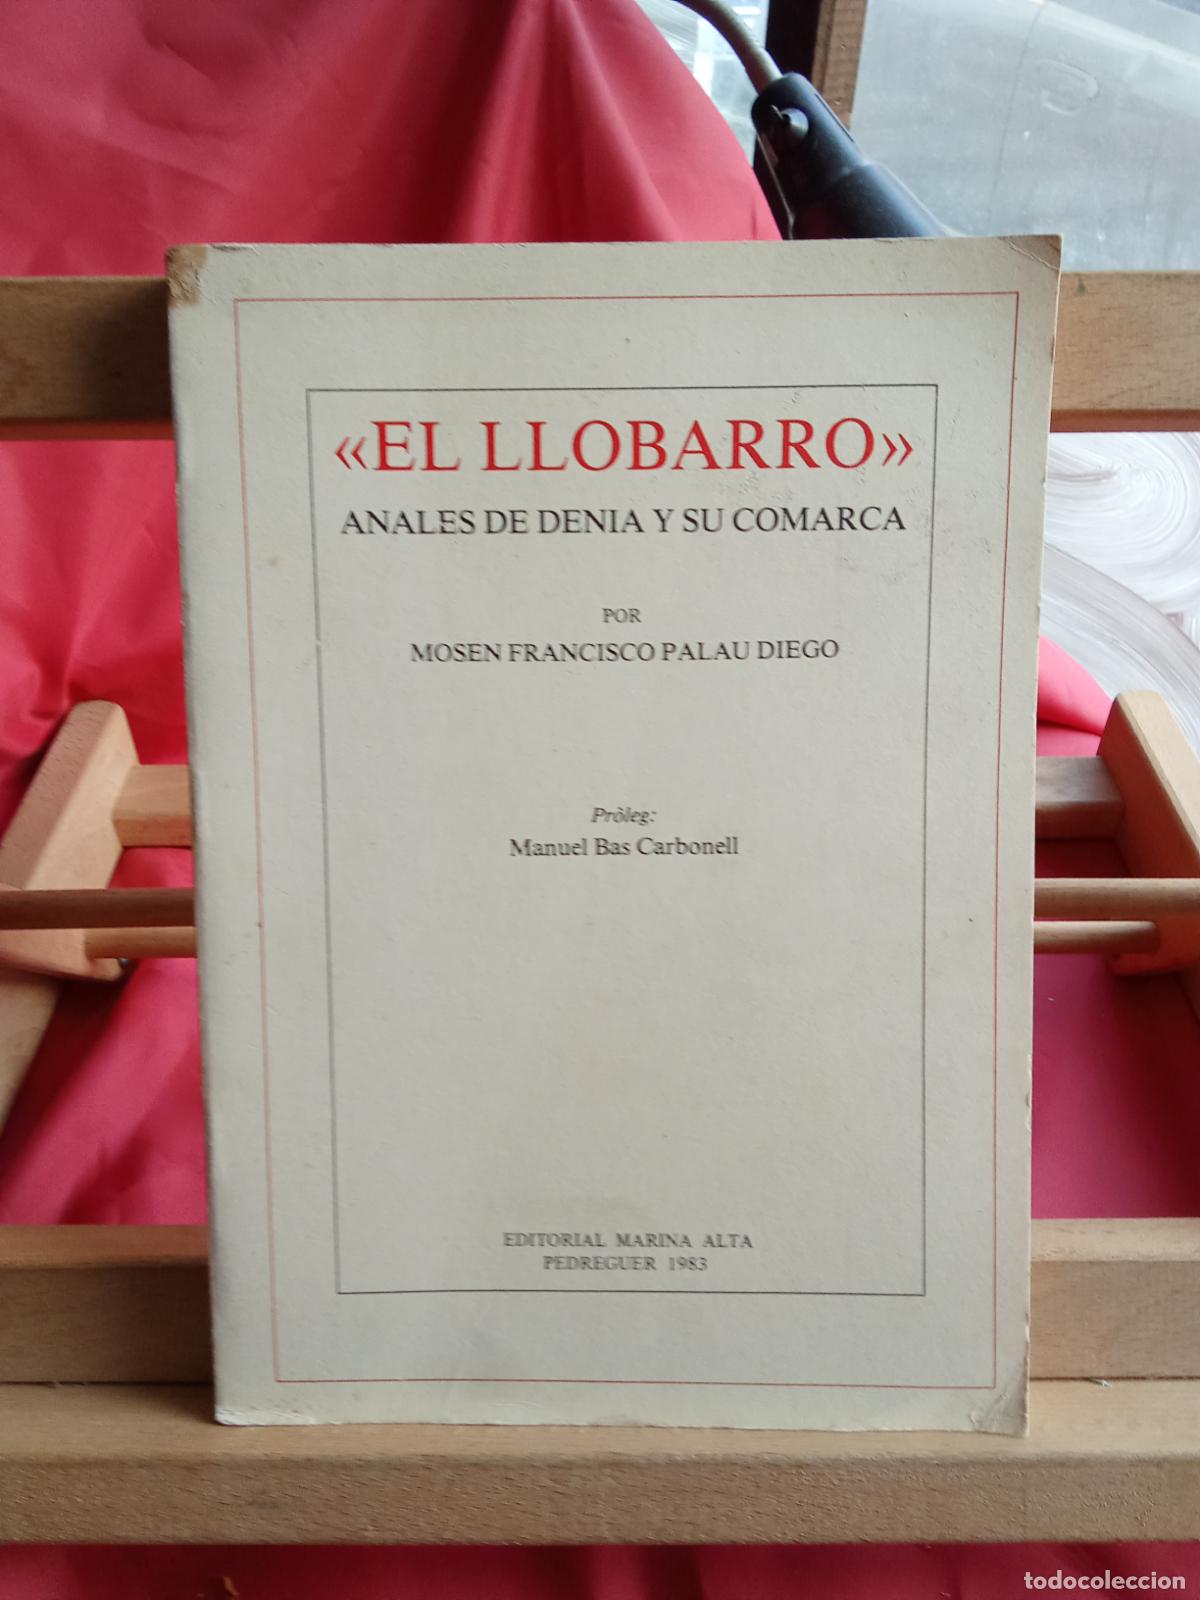 «EL LLOBARRO»
ANALES DE DENIA Y SU COMARCA
POR
MOSEN FRANCISCO PALAU DIEGO
Pròleg:
Manuel Bas Carbonell
EDITORIAL MARINA ALTA
PEDREGUER 1983
todocoleccion